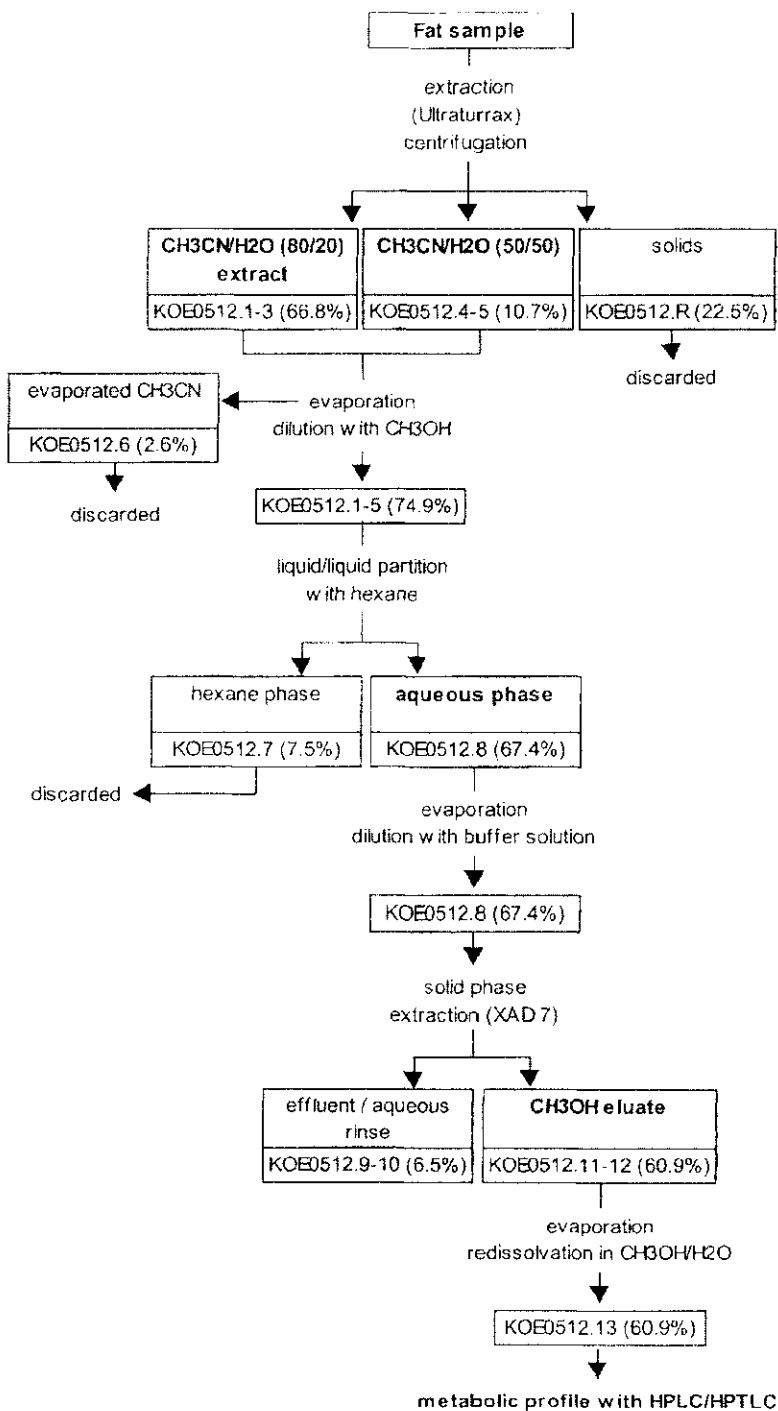 Fat sample
extraction
(Ultraturrax)
centrifugation
CH3CN/H2O (80/20)
extract
KOE0512.1-3 (66.8%)
CH3CN/H2O (50/50)
KOE0512.4-5 (10.7%)
solids
KOE0512.R (22.5%)
discarded
evaporated CH3CN
KOE0512.6 (2.6%)
discarded
evaporation
dilution with CH3OH
KOE0512.1-5 (74.9%)
liquid/liquid partition
with hexane
hexane phase
KOE0512.7 (7.5%)
aqueous phase
KOE0512.8 (67.4%)
discarded
evaporation
dilution with buffer solution
KOE0512.8 (67.4%)
solid phase
extraction (XAD 7)
effluent / aqueous
rinse
KOE0512.9-10 (6.5%)
CH3OH eluate
KOE0512.11-12 (60.9%)
evaporation
redissolvation in CH3OH/H2O
KOE0512.13 (60.9%)
metabolic profile with HPLC/HPTLC